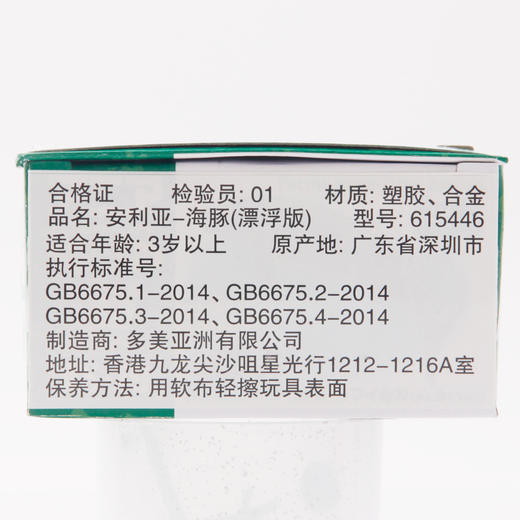 合格证 检验员: 01 材质: 塑胶、合金
品名: 安利亚-海豚(漂浮版) 型号: 615446
适合年龄: 3岁以上 原产地: 广东省深圳市
执行标准号:
GB6675.1-2014、GB6675.2-2014
GB6675.3-2014、GB6675.4-2014
制造商: 多美亚洲有限公司
地址: 香港九龙尖沙咀星光行1212-1216A室
保养方法: 用软布轻擦玩具表面